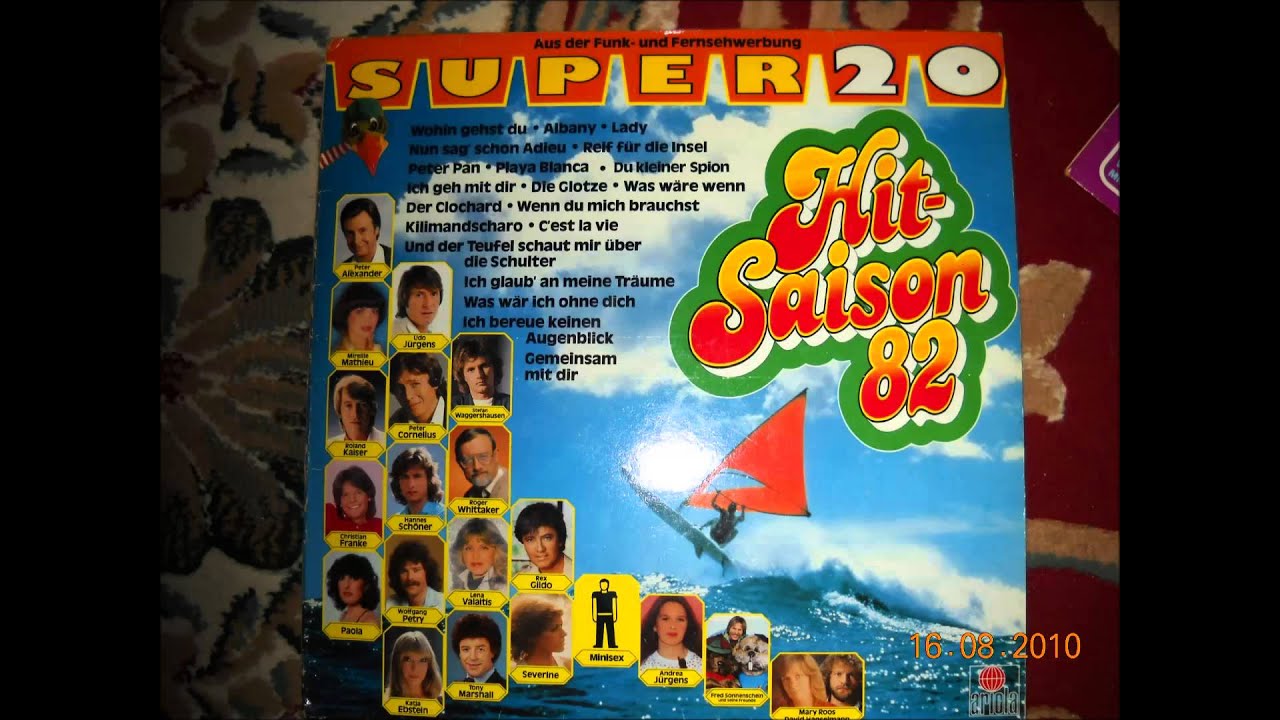 Aus der Funk- und Fernsehwerbung
SUPER 20
Wohin gehst du • Albany • Lady
Nun sag' schon Adieu • Reif für die Insel
Peter Pan • Playa Blanca • Du kleiner Spion
Ich geh mit dir • Die Glotze • Was wäre wenn
Der Clochard • Wenn du mich brauchst
Kilimandscharo • C'est la vie
Und der Teufel schaut mir über
die Schulter
Ich glaub' an meine Träume
Was wär ich ohne dich
Ich bereue keinen
Augenblick
Gemeinsam
mit dir
Hit-
Saison
82
Peter
Alexander
Udo
Jürgens
Mireille
Mathieu
Stefan
Waggershausen
Peter
Cornelius
Roland
Kaiser
Roger
Whittaker
Hannes
Schöner
Christian
Franke
Rex
Gildo
Lena
Valaitis
Wolfgang
Petry
Paola
Minisex
Severine
Andrea
Jürgens
Tony
Marshall
Katja
Ebstein
Fred Sonnenschein
und seine Freunde
Mary Roos
David Hanselmann
ariola
16.08.2010